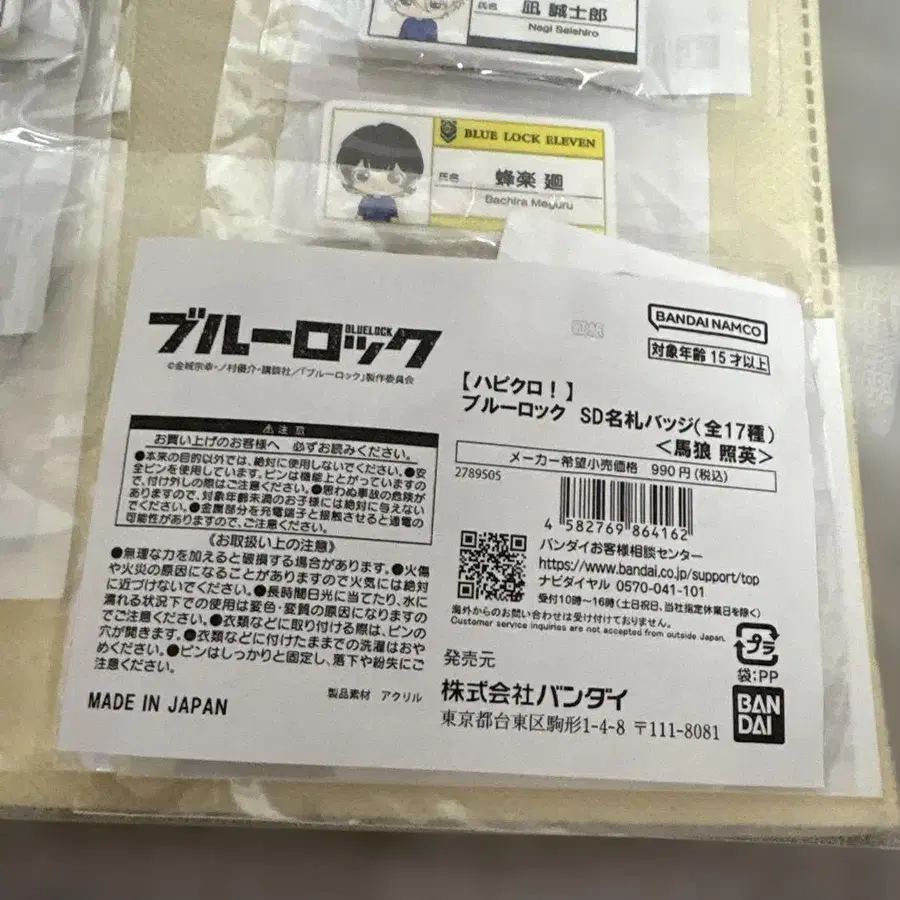 氏名 凪 誠士郎
Nagi Seishiro
BLUE LOCK ELEVEN
氏名 蜂楽 廻
Bachira Meguru
ブルーロック
BLUELOCK
©金城宗幸・ノ村優介・講談社/「ブルーロック」製作委員会
BANDAI NAMCO
対象年齢 15才以上
【ハピクロ!】
ブルーロック SD名札バッジ(全17種)
<馬狼 照英>
メーカー希望小売価格 990円(税込)
2789505
4 582769 864162
⚠注意
お買い上げのお客様へ 必ずお読みください。
●本来の目的以外では、絶対に使用しないでください。●安
全ピンを使用しています。ピンは機能上とがっていますの
で、付け外しの際はご注意ください。●思わぬ事故の危険が
ありますので、対象年齢未満のお子様には絶対に与えない
でください。●金属部分を充電端子と接触させると通電の
可能性がありますので、ご注意ください。
《お取扱い上の注意》
●無理な力を加えると破損する場合があります。●火傷
や火災の原因になることがありますので火気には絶対
に近づけないでください。●長時間日光に当てたり、水に
濡れる状況下での使用は変色・変質の原因になりますの
でご注意ください。●衣類などに取り付ける際は、ピンの
穴が開きます。●衣類などに付けたままでの洗濯はおや
めください。●ピンはしっかりと固定し、落下や紛失にご
注意ください。
MADE IN JAPAN
製品素材 アクリル
バンダイお客様相談センター
https://www.bandai.co.jp/support/top
ナビダイヤル 0570-041-101
受付10時～16時(土日祝日、当社指定休業日を除く)
海外からのお問い合わせは受け付けておりません。
Customer service inquiries are not accepted from outside Japan.
発売元
株式会社バンダイ
東京都台東区駒形1-4-8 〒111-8081
プラ
袋:PP
BAN
DAI